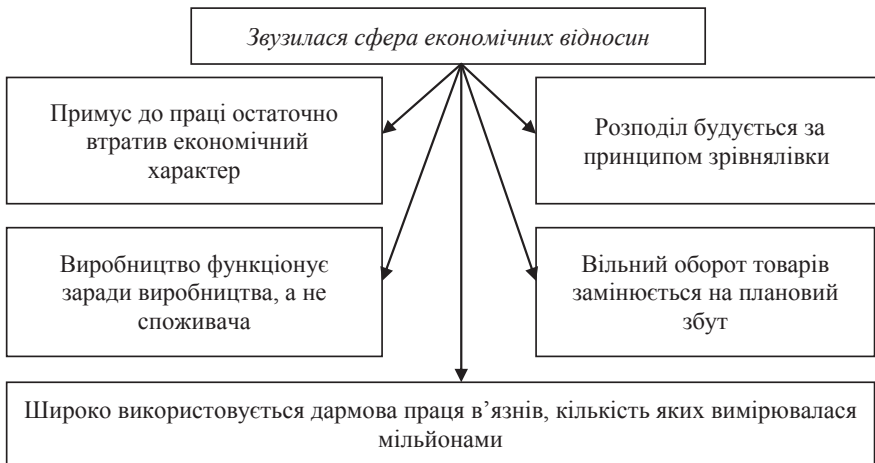 Звузилася сфера економічних відносин
Примус до праці остаточно
втратив економічний
характер
Розподіл будується за
принципом зрівнялівки
Виробництво функціонує
заради виробництва, а не
споживача
Вільний оборот товарів
замінюється на плановий
збут
Широко використовується дармова праця в’язнів, кількість яких вимірювалася
мільйонами